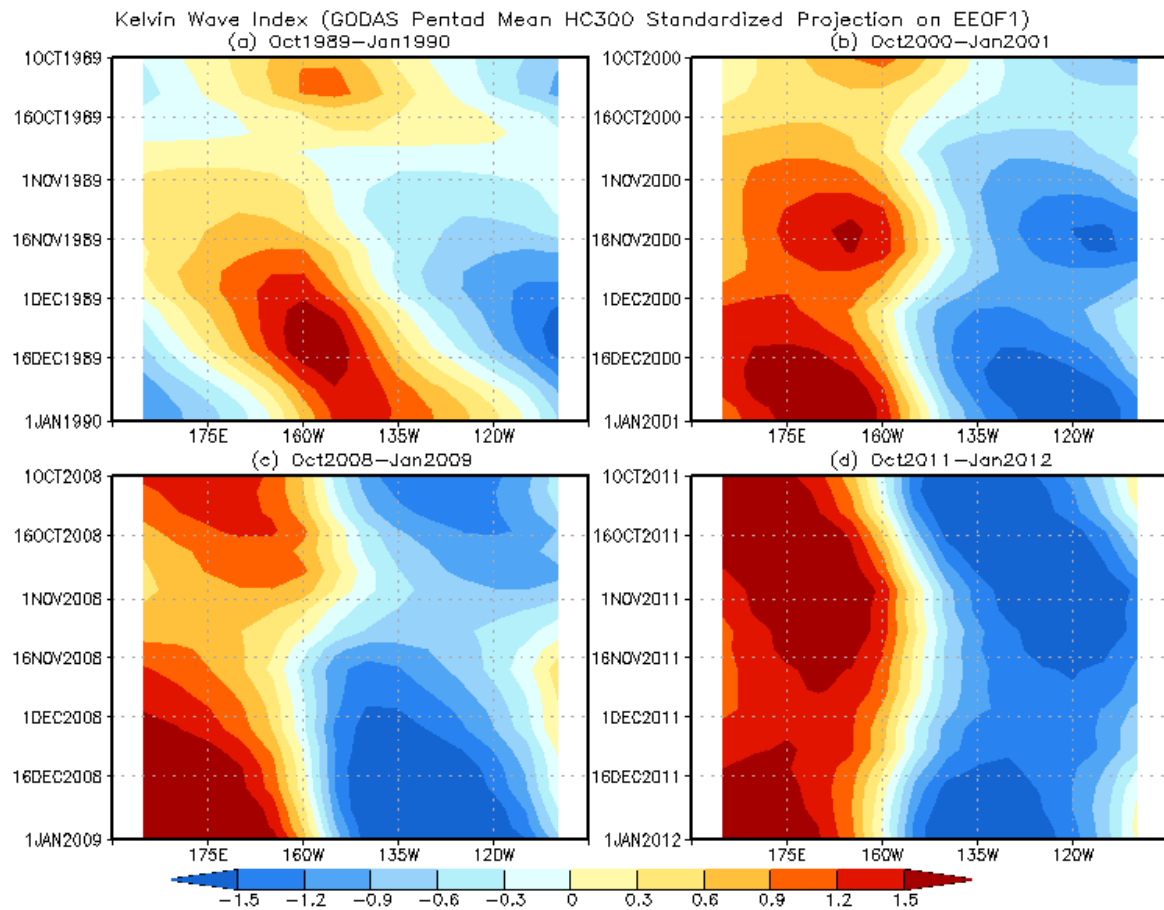 Kelvin Wave Index (GODAS Pentad Mean HC300 Standardized Projection on EEOF1)
(a) Oct1989-Jan1990
(b) Oct2000-Jan2001
1OCT1989
16OCT1989
1NOV1989
16NOV1989
1DEC1989
16DEC1989
1JAN1990
175E 160W 135W 120W
1OCT2000
16OCT2000
1NOV2000
16NOV2000
1DEC2000
16DEC2000
1JAN2001
175E 160W 135W 120W
(c) Oct2008-Jan2009
(d) Oct2011-Jan2012
1OCT2008
16OCT2008
1NOV2008
16NOV2008
1DEC2008
16DEC2008
1JAN2009
175E 160W 135W 120W
1OCT2011
16OCT2011
1NOV2011
16NOV2011
1DEC2011
16DEC2011
1JAN2012
175E 160W 135W 120W
-1.5 -1.2 -0.9 -0.6 -0.3 0 0.3 0.6 0.9 1.2 1.5